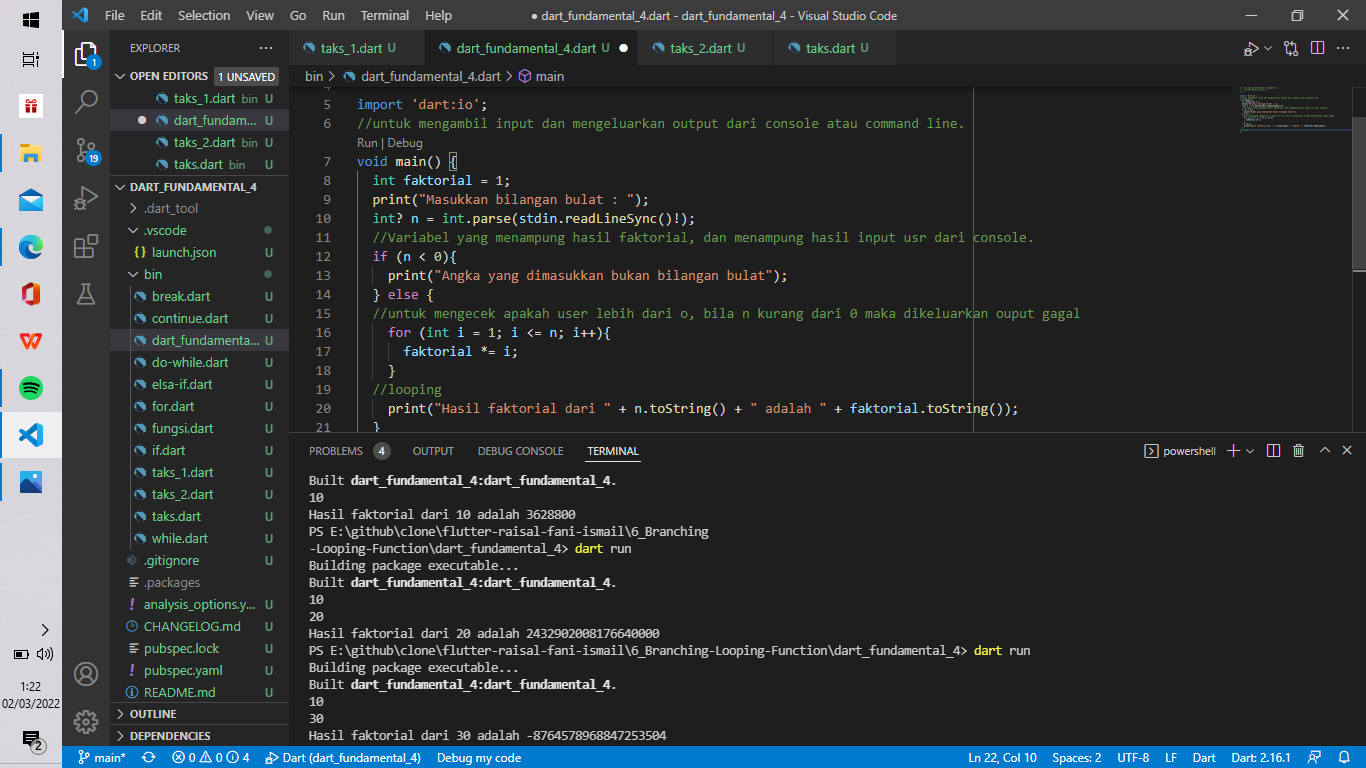 File Edit Selection View Go Run Terminal Help
● dart_fundamental_4.dart - dart_fundamental_4 - Visual Studio Code
EXPLORER
OPEN EDITORS 1 UNSAVED
taks_1.dart bin U
dart_fundam... U
taks_2.dart bin U
taks.dart bin U
DART_FUNDAMENTAL_4
.dart_tool
.vscode
launch.json U
bin
break.dart U
continue.dart U
dart_fundamenta... U
do-while.dart U
elsa-if.dart U
for.dart U
fungsi.dart U
if.dart U
taks_1.dart U
taks_2.dart U
taks.dart U
while.dart U
.gitignore U
.packages
analysis_options.y... U
CHANGELOG.md U
pubspec.lock U
pubspec.yaml U
README.md U
OUTLINE
DEPENDENCIES
1
19
1:22
02/03/2022
2
taks_1.dart U
dart_fundamental_4.dart U
taks_2.dart U
taks.dart U
bin > dart_fundamental_4.dart > main
5 import 'dart:io';
6 //untuk mengambil input dan mengeluarkan output dari console atau command line.
Run | Debug
7 void main() {
8 int faktorial = 1;
9 print("Masukkan bilangan bulat : ");
10 int? n = int.parse(stdin.readLineSync()!);
11 //Variabel yang menampung hasil faktorial, dan menampung hasil input usr dari console.
12 if (n < 0){
13 print("Angka yang dimasukkan bukan bilangan bulat");
14 } else {
15 //untuk mengecek apakah user lebih dari o, bila n kurang dari 0 maka dikeluarkan ouput gagal
16 for (int i = 1; i <= n; i++){
17 faktorial *= i;
18 }
19 //looping
20 print("Hasil faktorial dari " + n.toString() + " adalah " + faktorial.toString());
21 }
PROBLEMS 4 OUTPUT DEBUG CONSOLE TERMINAL
powershell
Built dart_fundamental_4:dart_fundamental_4.
10
Hasil faktorial dari 10 adalah 3628800
PS E:\github\clone\flutter-raisal-fani-ismail\6_Branching
-Looping-Function\dart_fundamental_4> dart run
Building package executable...
Built dart_fundamental_4:dart_fundamental_4.
10
20
Hasil faktorial dari 20 adalah 2432902008176640000
PS E:\github\clone\flutter-raisal-fani-ismail\6_Branching-Looping-Function\dart_fundamental_4> dart run
Building package executable...
Built dart_fundamental_4:dart_fundamental_4.
10
30
Hasil faktorial dari 30 adalah -8764578968847253504
main* 0 0 4 Dart (dart_fundamental_4) Debug my code
Ln 22, Col 10 Spaces: 2 UTF-8 LF Dart Dart: 2.16.1